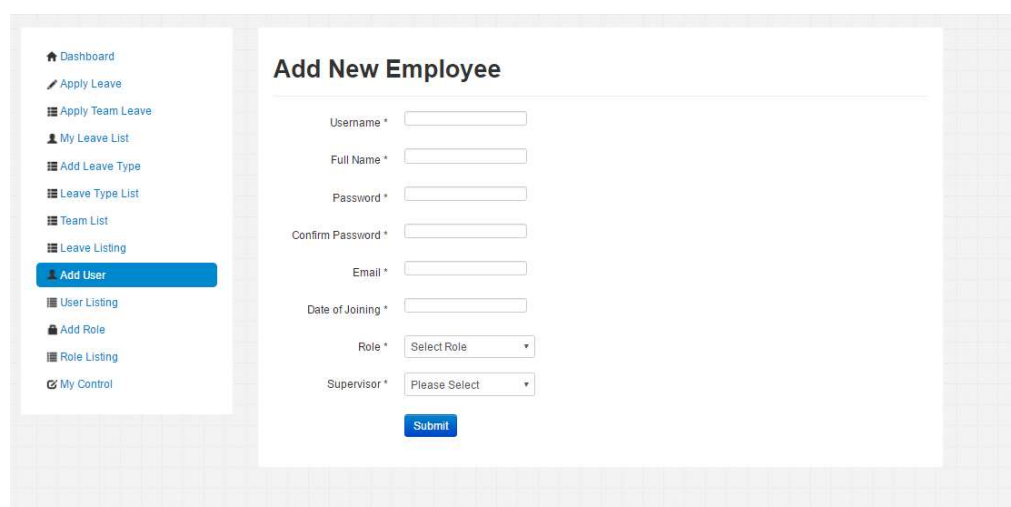 Dashboard
Apply Leave
Apply Team Leave
My Leave List
Add Leave Type
Leave Type List
Team List
Leave Listing
Add User
User Listing
Add Role
Role Listing
My Control
Add New Employee
Username *
Full Name *
Password *
Confirm Password *
Email *
Date of Joining *
Role * Select Role
Supervisor * Please Select
Submit